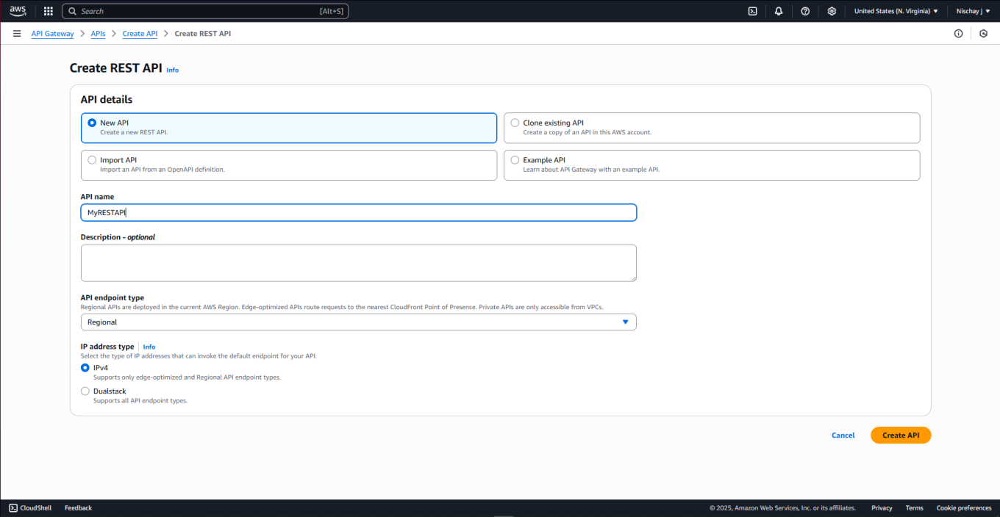 aws
Search [Alt+S]
United States (N. Virginia) ▼
Nischay j ▼
API Gateway > APIs > Create API > Create REST API
Create REST API Info
API details
New API
Create a new REST API.
Clone existing API
Create a copy of an API in this AWS account.
Import API
Import an API from an OpenAPI definition.
Example API
Learn about API Gateway with an example API.
API name
MyRESTAPI
Description - optional
API endpoint type
Regional APIs are deployed in the current AWS Region. Edge-optimized APIs route requests to the nearest CloudFront Point of Presence. Private APIs are only accessible from VPCs.
Regional
IP address type Info
Select the type of IP addresses that can invoke the default endpoint for your API.
IPv4
Supports only edge-optimized and Regional API endpoint types.
Dualstack
Supports all API endpoint types.
Cancel Create API
CloudShell Feedback © 2025, Amazon Web Services, Inc. or its affiliates. Privacy Terms Cookie preferences